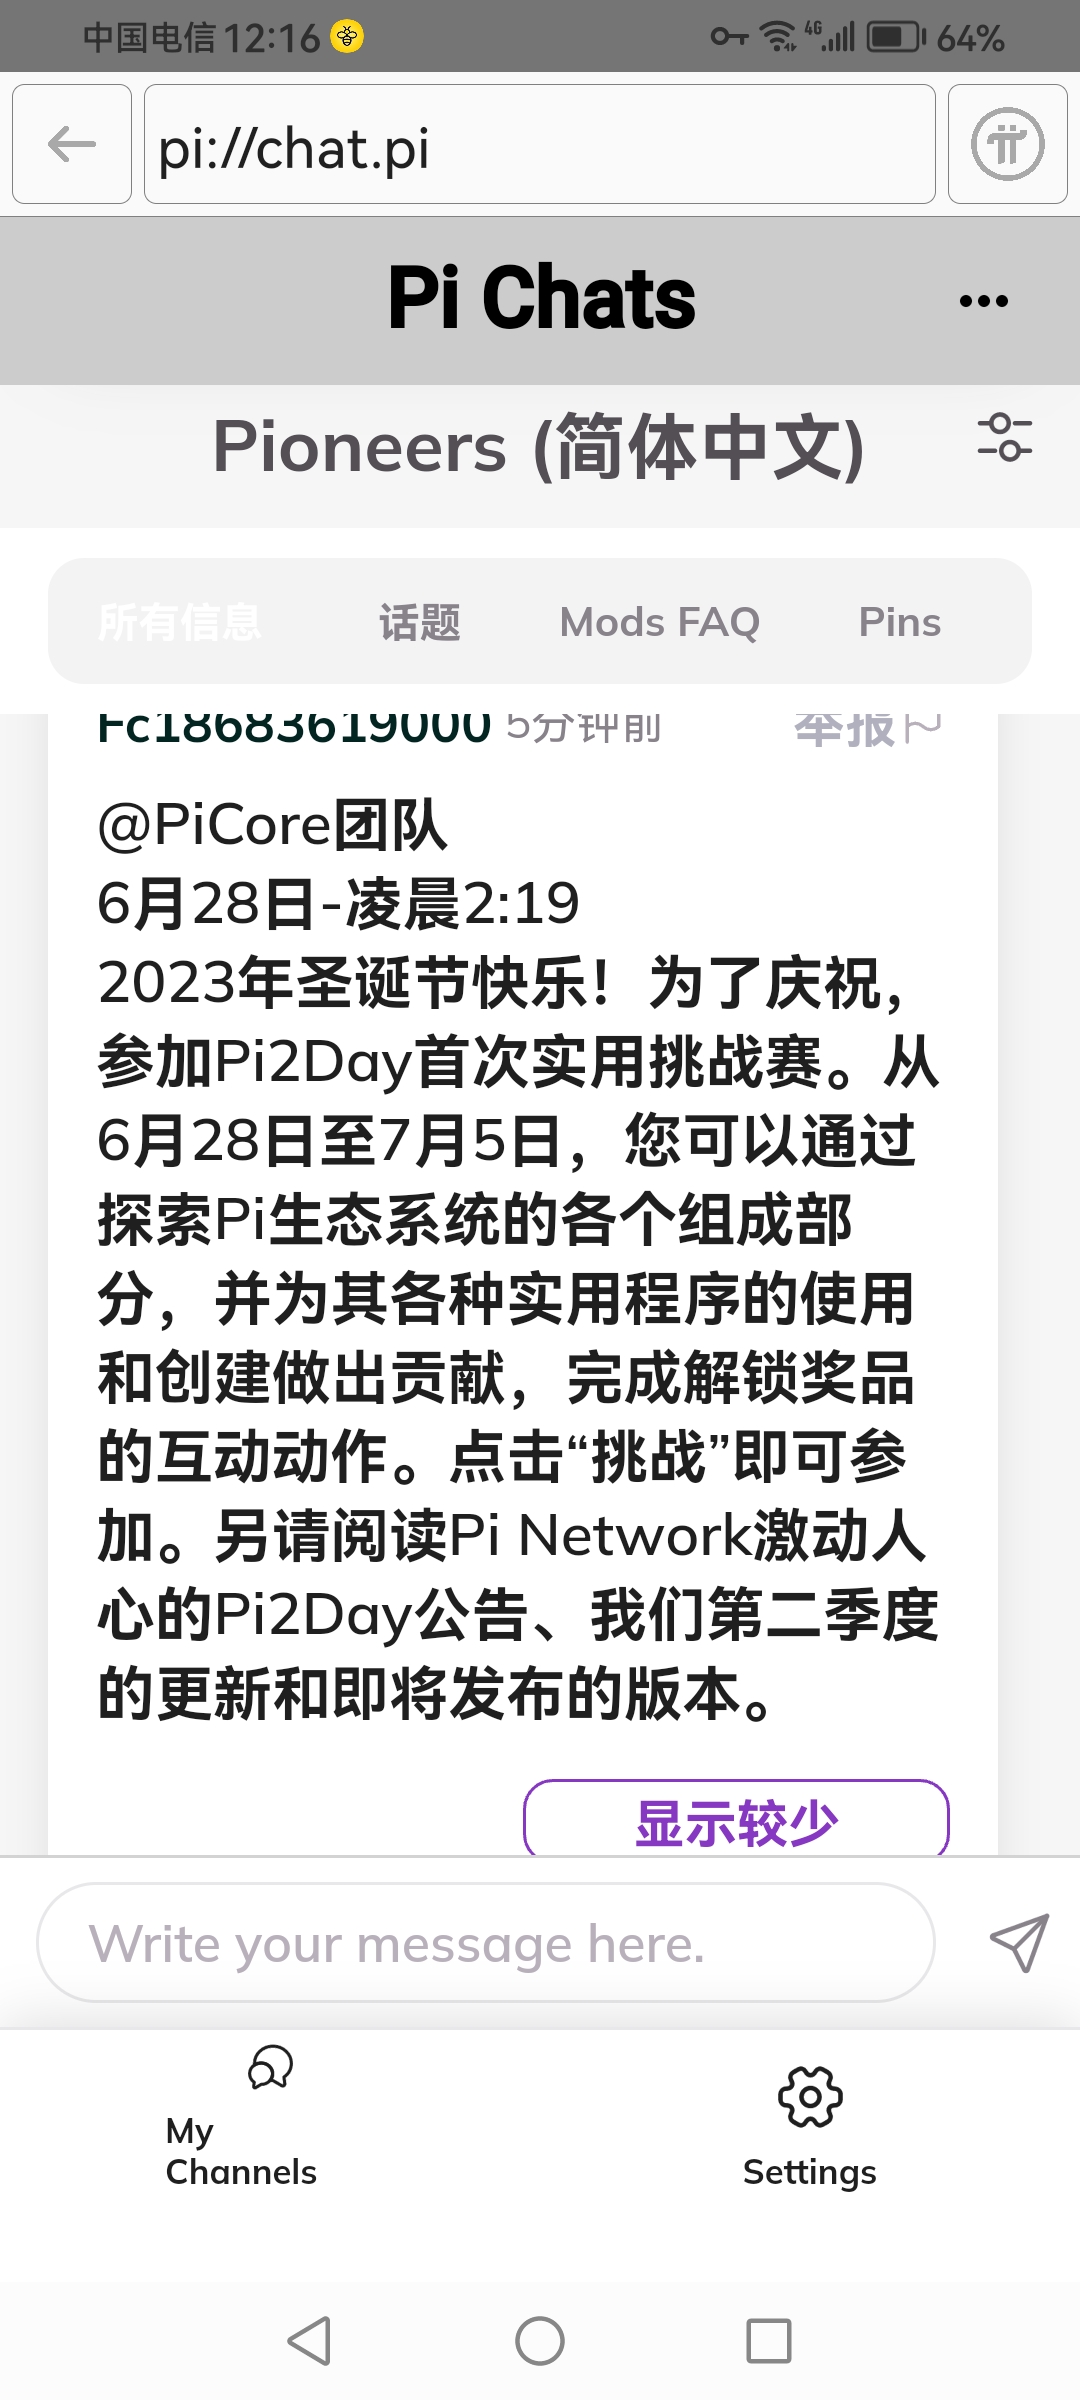 中国电信 12:16 4G 64%
pi://chat.pi
Pi Chats
Pioneers (简体中文)
所有信息 话题 Mods FAQ Pins
Fc18683619000 5分钟前 举报
@PiCore团队
6月28日-凌晨2:19
2023年圣诞节快乐！为了庆祝，
参加Pi2Day首次实用挑战赛。从
6月28日至7月5日，您可以通过
探索Pi生态系统的各个组成部
分，并为其各种实用程序的使用
和创建做出贡献，完成解锁奖品
的互动动作。点击“挑战”即可参
加。另请阅读Pi Network激动人
心的Pi2Day公告、我们第二季度
的更新和即将发布的版本。
显示较少
Write your message here.
My
Channels
Settings